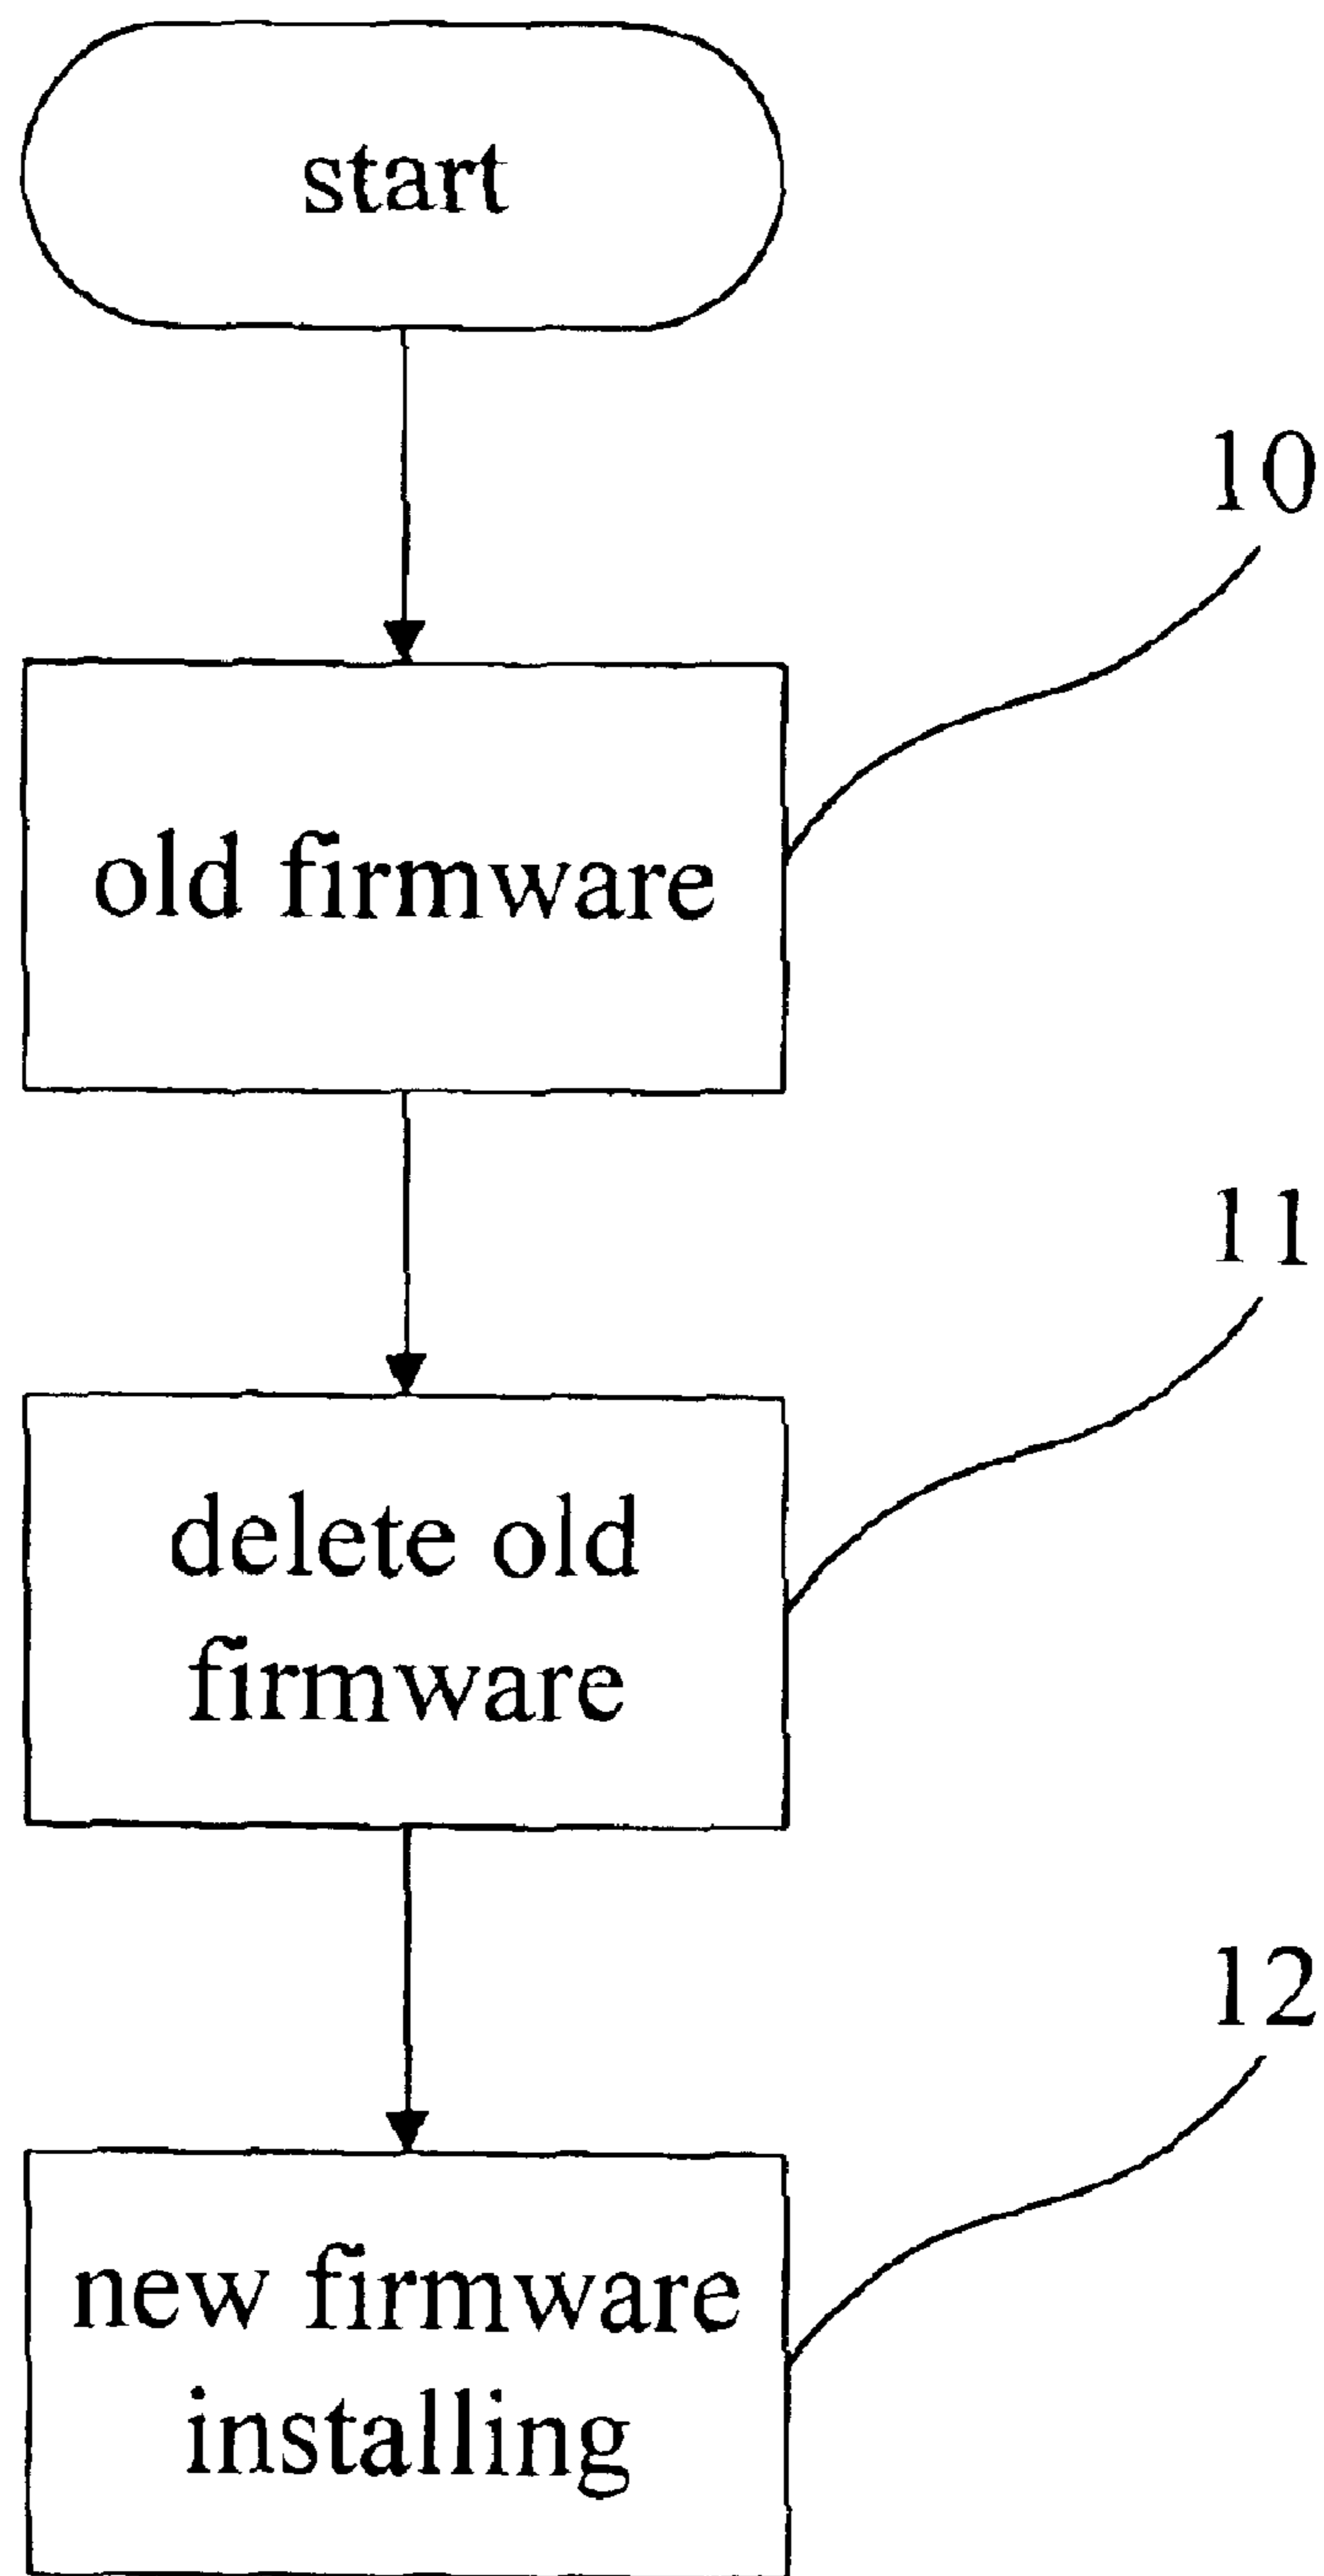 start
10
old firmware
11
delete old
firmware
12
new firmware
installing